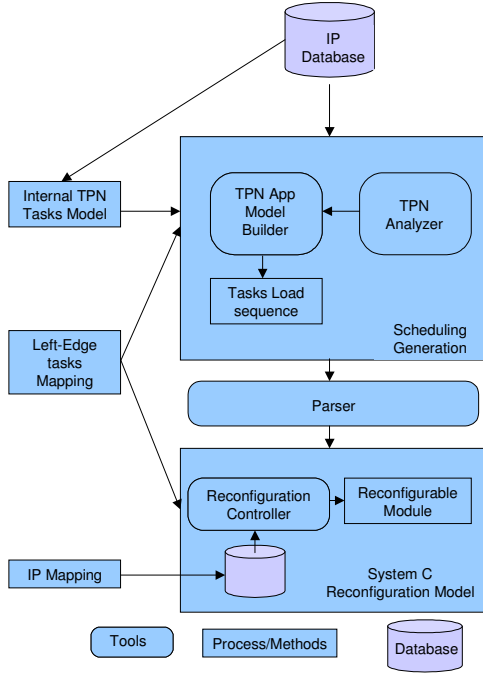 IP
Database
Internal TPN
Tasks Model
TPN App
Model
Builder
TPN
Analyzer
Tasks Load
sequence
Scheduling
Generation
Left-Edge
tasks
Mapping
Parser
Reconfiguration
Controller
Reconfigurable
Module
IP Mapping
System C
Reconfiguration Model
Tools
Process/Methods
Database